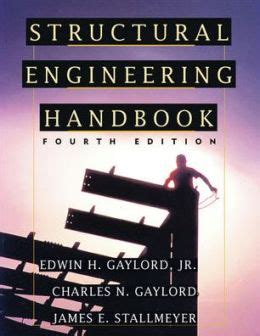 STRUCTURAL
ENGINEERING
HANDBOOK
FOURTH EDITION
EDWIN H. GAYLORD, JR.
CHARLES N. GAYLORD
JAMES E. STALLMEYER